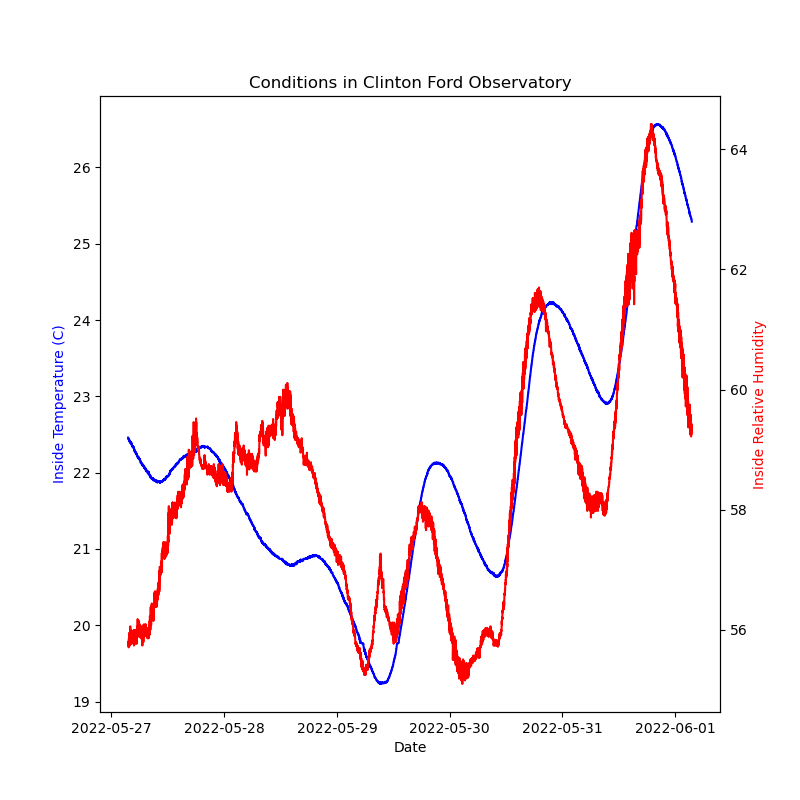 Conditions in Clinton Ford Observatory
26
25
24
23
22
21
20
19
Inside Temperature (C)
64
62
60
58
56
Inside Relative Humidity
2022-05-27 2022-05-28 2022-05-29 2022-05-30 2022-05-31 2022-06-01
Date